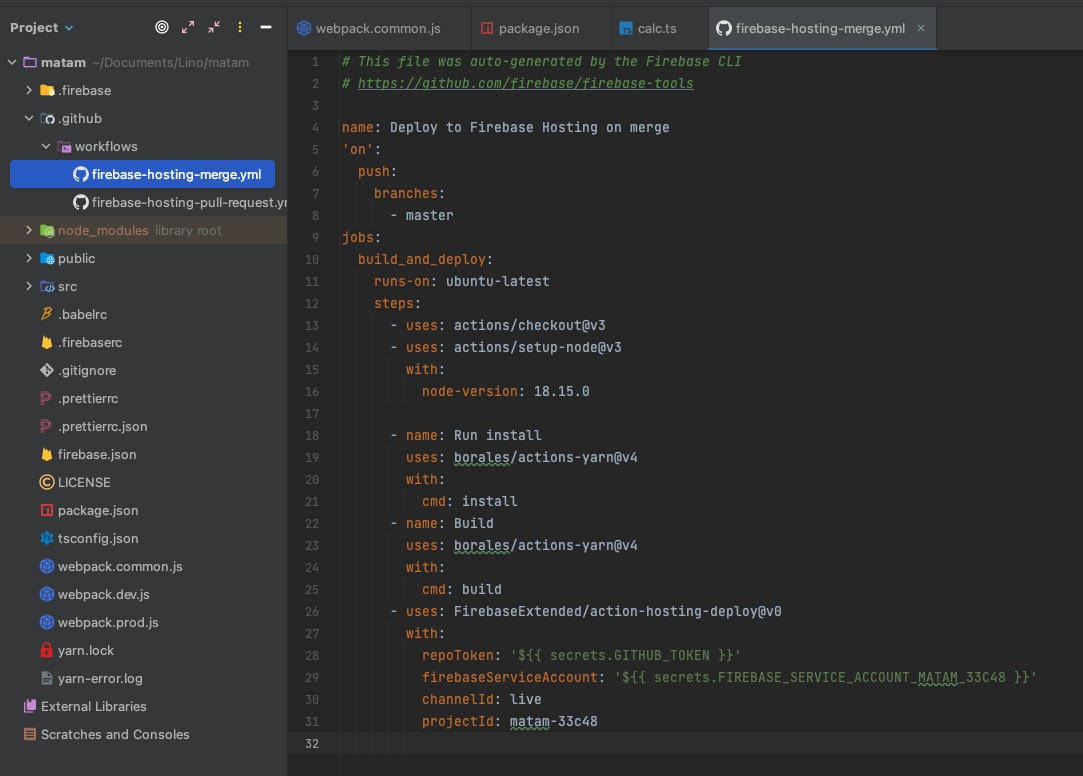 Project
matam ~/Documents/Lino/matam
.firebase
.github
workflows
firebase-hosting-merge.yml
firebase-hosting-pull-request.y
node_modules library root
public
src
.babelrc
.firebaserc
.gitignore
.prettierrc
.prettierrc.json
firebase.json
LICENSE
package.json
tsconfig.json
webpack.common.js
webpack.dev.js
webpack.prod.js
yarn.lock
yarn-error.log
External Libraries
Scratches and Consoles
webpack.common.js package.json calc.ts firebase-hosting-merge.yml
1 # This file was auto-generated by the Firebase CLI
2 # https://github.com/firebase/firebase-tools
3
4 name: Deploy to Firebase Hosting on merge
5 'on':
6   push:
7     branches:
8       - master
9 jobs:
10   build_and_deploy:
11     runs-on: ubuntu-latest
12     steps:
13       - uses: actions/checkout@v3
14       - uses: actions/setup-node@v3
15         with:
16           node-version: 18.15.0
17
18       - name: Run install
19         uses: borales/actions-yarn@v4
20         with:
21           cmd: install
22       - name: Build
23         uses: borales/actions-yarn@v4
24         with:
25           cmd: build
26       - uses: FirebaseExtended/action-hosting-deploy@v0
27         with:
28           repoToken: '${{ secrets.GITHUB_TOKEN }}'
29           firebaseServiceAccount: '${{ secrets.FIREBASE_SERVICE_ACCOUNT_MATAM_33C48 }}'
30           channelId: live
31           projectId: matam-33c48
32